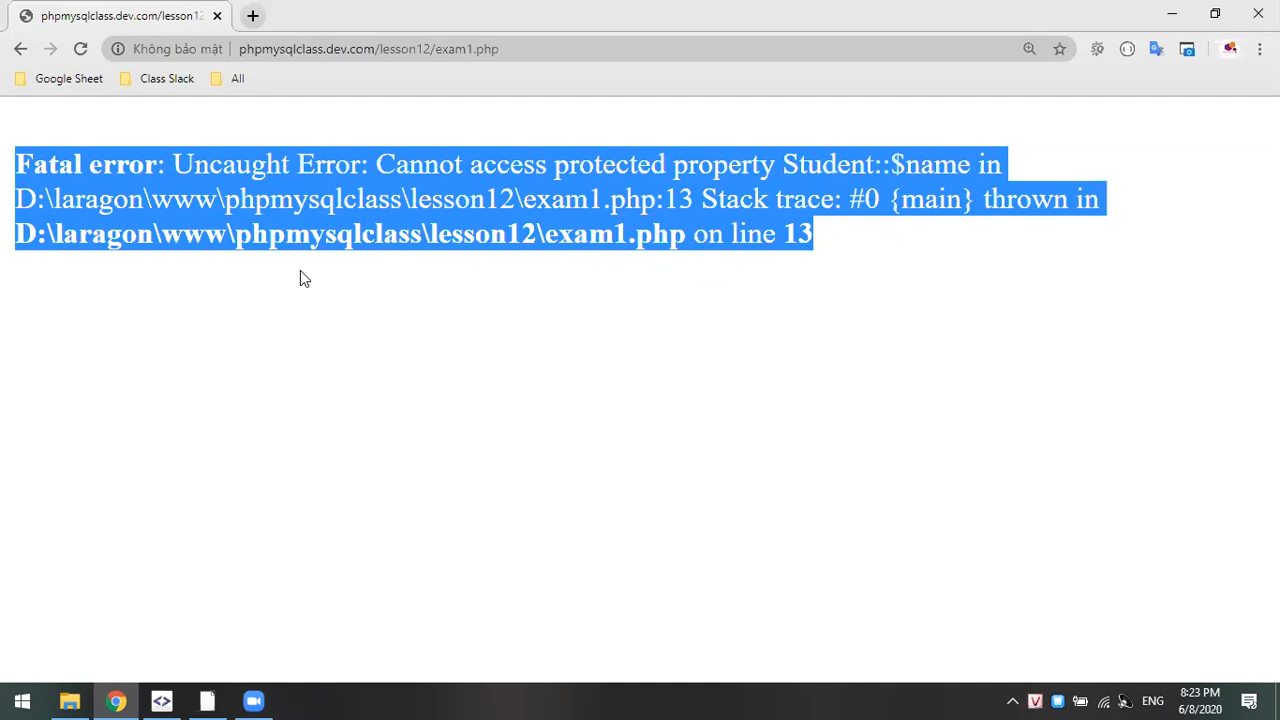 phpmysqlclass.dev.com/lesson12
Không bảo mật | phpmysqlclass.dev.com/lesson12/exam1.php
Google Sheet Class Slack All
Fatal error: Uncaught Error: Cannot access protected property Student::$name in
D:\laragon\www\phpmysqlclass\lesson12\exam1.php:13 Stack trace: #0 {main} thrown in
D:\laragon\www\phpmysqlclass\lesson12\exam1.php on line 13
V ENG 8:23 PM
6/8/2020